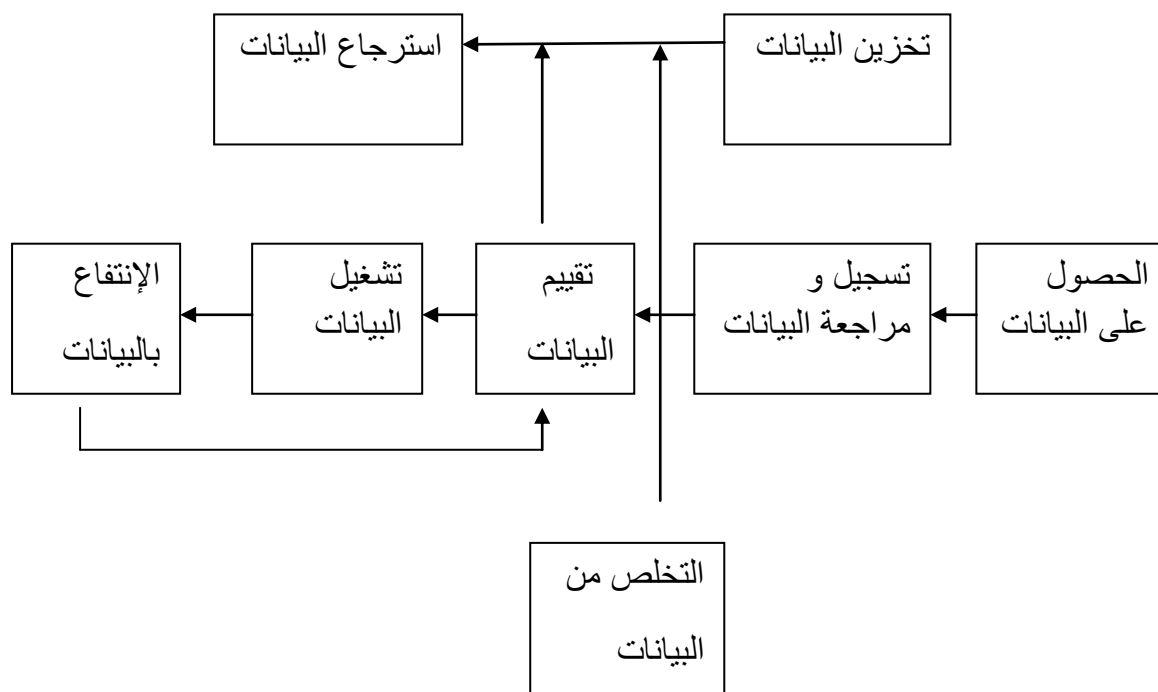 تخزين البيانات
استرجاع البيانات
الحصول
على البيانات
تسجيل و
مراجعة البيانات
تقييم
البيانات
تشغيل
البيانات
الإنتفاع
بالبيانات
التخلص من
البيانات